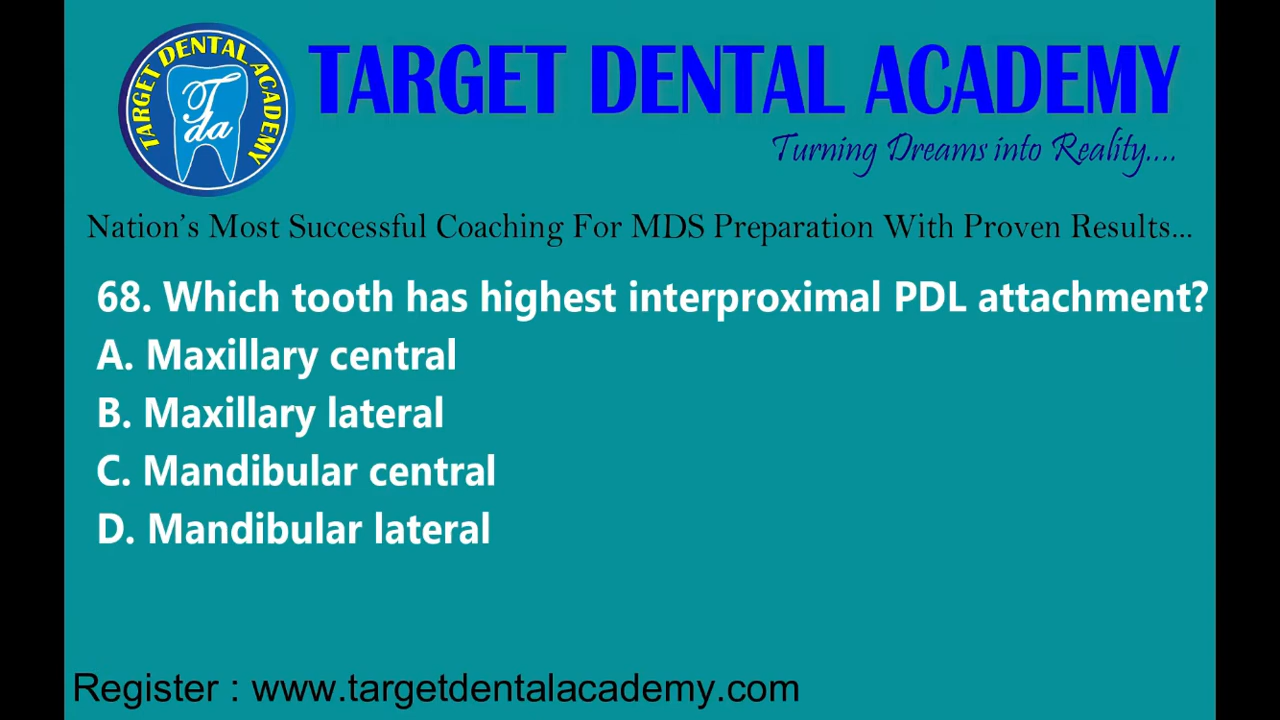 TARGET DENTAL ACADEMY
Tda
TARGET DENTAL ACADEMY
Turning Dreams into Reality....
Nation's Most Successful Coaching For MDS Preparation With Proven Results...
68. Which tooth has highest interproximal PDL attachment?
A. Maxillary central
B. Maxillary lateral
C. Mandibular central
D. Mandibular lateral
Register : www.targetdentalacademy.com